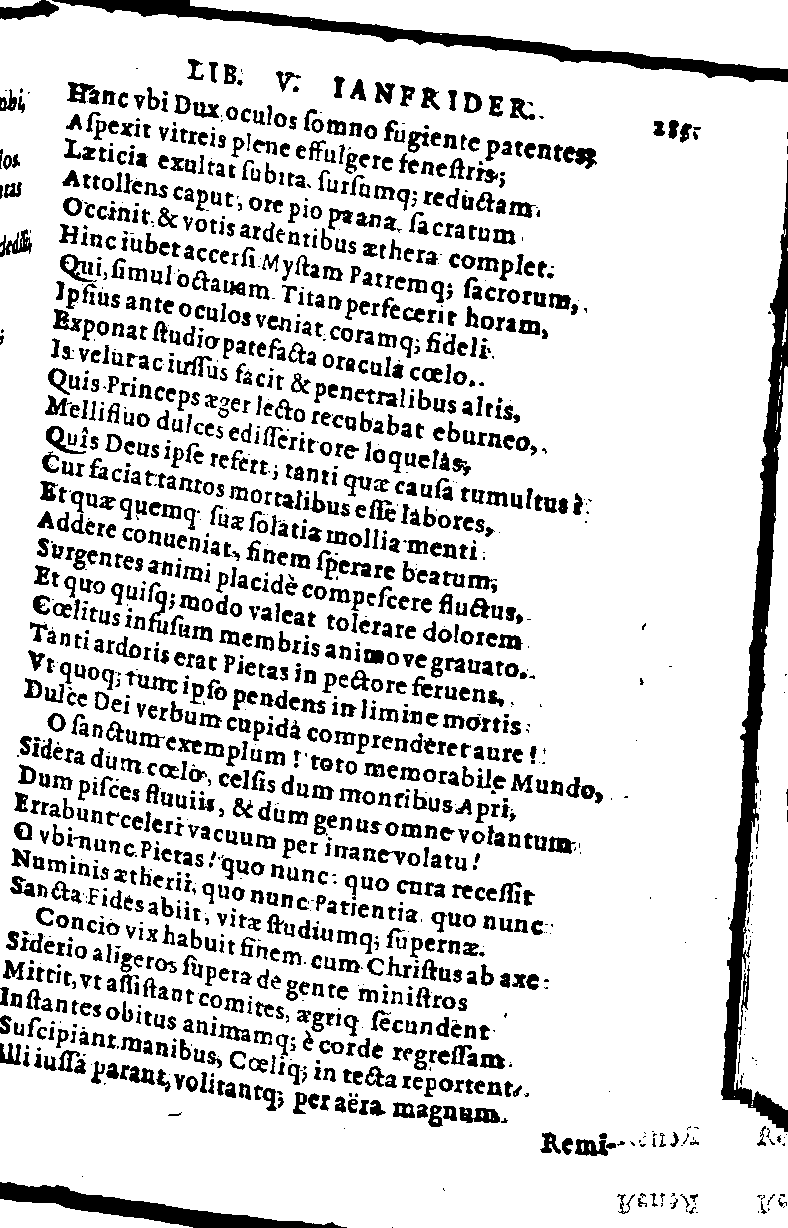 LIB. V. IANFRIDER. 285.
Hanc vbi Dux oculos ſomno fugiente patentes,
Aſpexit vitreis plene effulgere feneſtris;
Læticia exultat ſubita, ſurſumq; reductam
Attollens caput, ore pio pæana ſacratum
Occinit & votis ardentibus æthera complet.
Hinc iubet accerſi Myſtam Patremq; ſacrorum,
Qui, ſimul octauam Titan perfecerit horam,
Ipſius ante oculos veniat coramq; fideli
Exponat ſtudio patefacta oracula cœlo.
Is velut ac iuſſus facit & penetralibus altis,
Quis Princeps æger lecto recubabat eburneo,
Mellifluo dulces ediſſerit ore loquelas,
Quîs Deus ipſe refert; tanti quæ cauſa tumultus?
Cur faciat tantos mortalibus eſſe labores,
Et quæ quemq ſuæ ſolatia mollia menti
Addere conueniat, finem ſperare beatum,
Surgentes animi placidè compeſcere fluctus,
Et quo quiſq; modo valeat tolerare dolorem
Cœlitus infuſum membris animove grauato.
Tanti ardoris erat Pietas in pectore feruens,
Vt quoq; tunc ipſo pendens in limine mortis
Dulce Dei verbum cupidâ comprenderet aure!
O ſanctum exemplum! toto memorabile Mundo,
Sidera dum cœlo, celſis dum montibus Apri,
Dum piſces fluuiis, & dum genus omne volantum
Errabunt celeri vacuum per inane volatu!
O vbi nunc Pietas! quo nunc: quo cura receſſit
Numinis ætherii, quo nunc Patientia quo nunc
Sancta Fides abiit, vitæ ſtudiumq; ſupernæ.
Concio vix habuit finem cum Chriſtus ab axe:
Siderio aligeros ſupera de gente miniſtros
Mittit, vt aſſiſtant comites, ægriq ſecundent
Inſtantes obitus animamq; è corde regreſſam
Suſcipiant manibus, Cœliq; in tecta reportent.
Illi iuſſa parant, volitantq; per aëra magnum.
Remi-